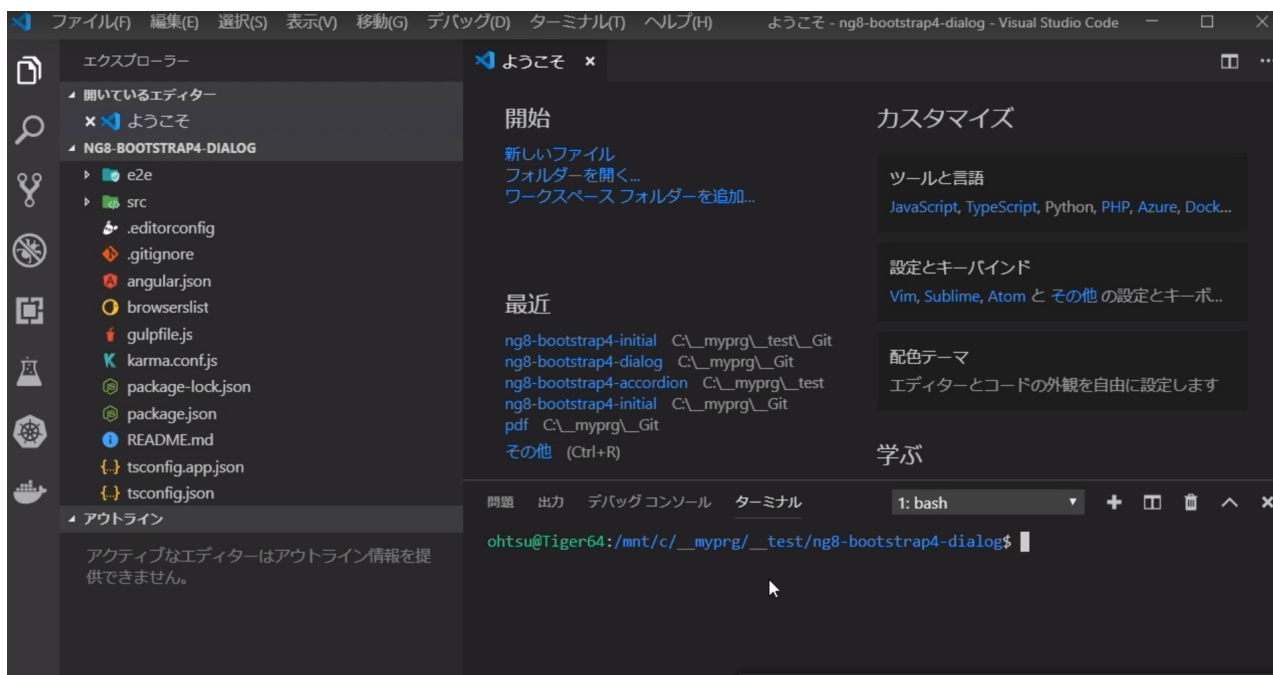 ファイル(F) 編集(E) 選択(S) 表示(V) 移動(G) デバッグ(D) ターミナル(T) ヘルプ(H) ようこそ - ng8-bootstrap4-dialog - Visual Studio Code
エクスプローラー
開いているエディター
ようこそ
NG8-BOOTSTRAP4-DIALOG
e2e
src
.editorconfig
.gitignore
angular.json
browserslist
gulpfile.js
karma.conf.js
package-lock.json
package.json
README.md
tsconfig.app.json
tsconfig.json
アウトライン
アクティブなエディターはアウトライン情報を提
供できません。
ようこそ
開始
新しいファイル
フォルダーを開く...
ワークスペース フォルダーを追加...
最近
ng8-bootstrap4-initial C:\__myprg\__test\__Git
ng8-bootstrap4-dialog C:\__myprg\__Git
ng8-bootstrap4-accordion C:\__myprg\__test
ng8-bootstrap4-initial C:\__myprg\__Git
pdf C:\__myprg\__Git
その他 (Ctrl+R)
カスタマイズ
ツールと言語
JavaScript, TypeScript, Python, PHP, Azure, Dock...
設定とキーバインド
Vim, Sublime, Atom と その他 の設定とキーボ...
配色テーマ
エディターとコードの外観を自由に設定します
学ぶ
問題 出力 デバッグ コンソール ターミナル 1: bash
ohtsu@Tiger64:/mnt/c/__myprg/__test/ng8-bootstrap4-dialog$